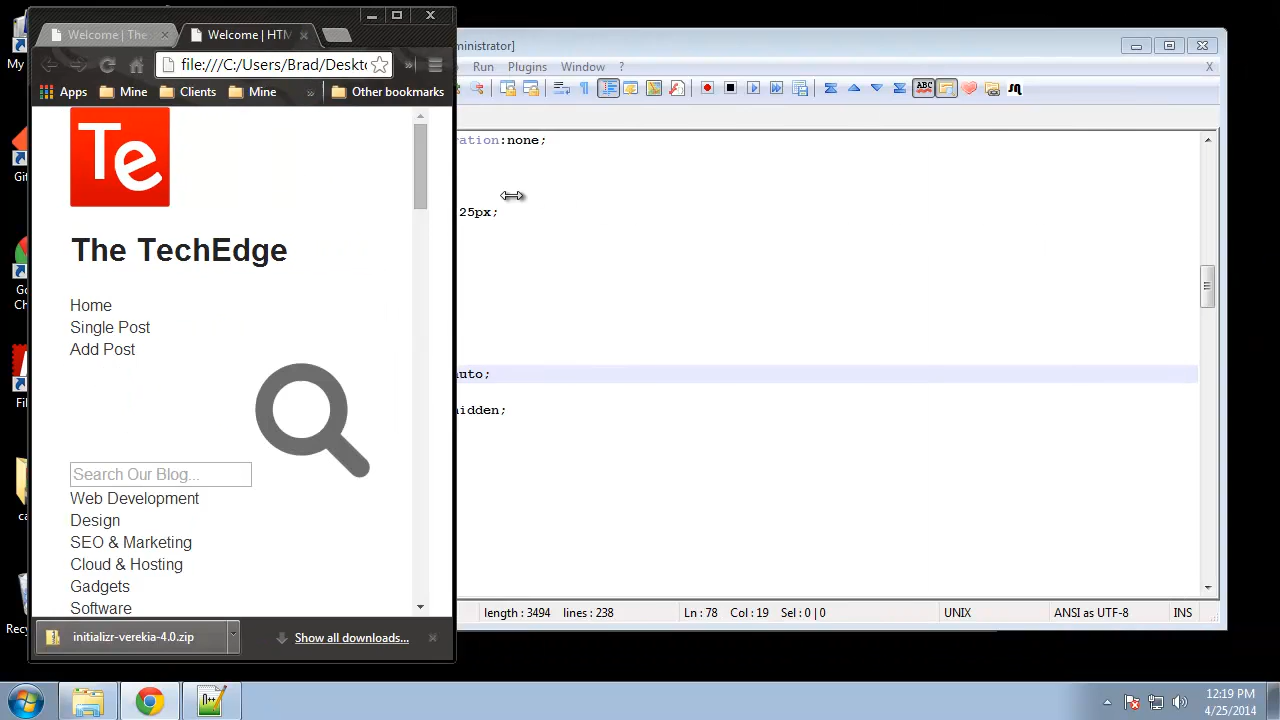 Welcome | The
Welcome | HTM
ministrator]
file:///C:/Users/Brad/Deskto
Run Plugins Window ? X
Apps Mine Clients Mine » Other bookmarks
ABC
My
Te
ration:none;
Git
25px;
The TechEdge
Go
Ch
Home
Single Post
Add Post
auto;
Fil
hidden;
Search Our Blog...
Web Development
Design
SEO & Marketing
Cloud & Hosting
ca
Gadgets
Software
length : 3494 lines : 238 Ln : 78 Col : 19 Sel : 0 | 0 UNIX ANSI as UTF-8 INS
Recy
initializr-verekia-4.0.zip Show all downloads...
N++
12:19 PM
4/25/2014